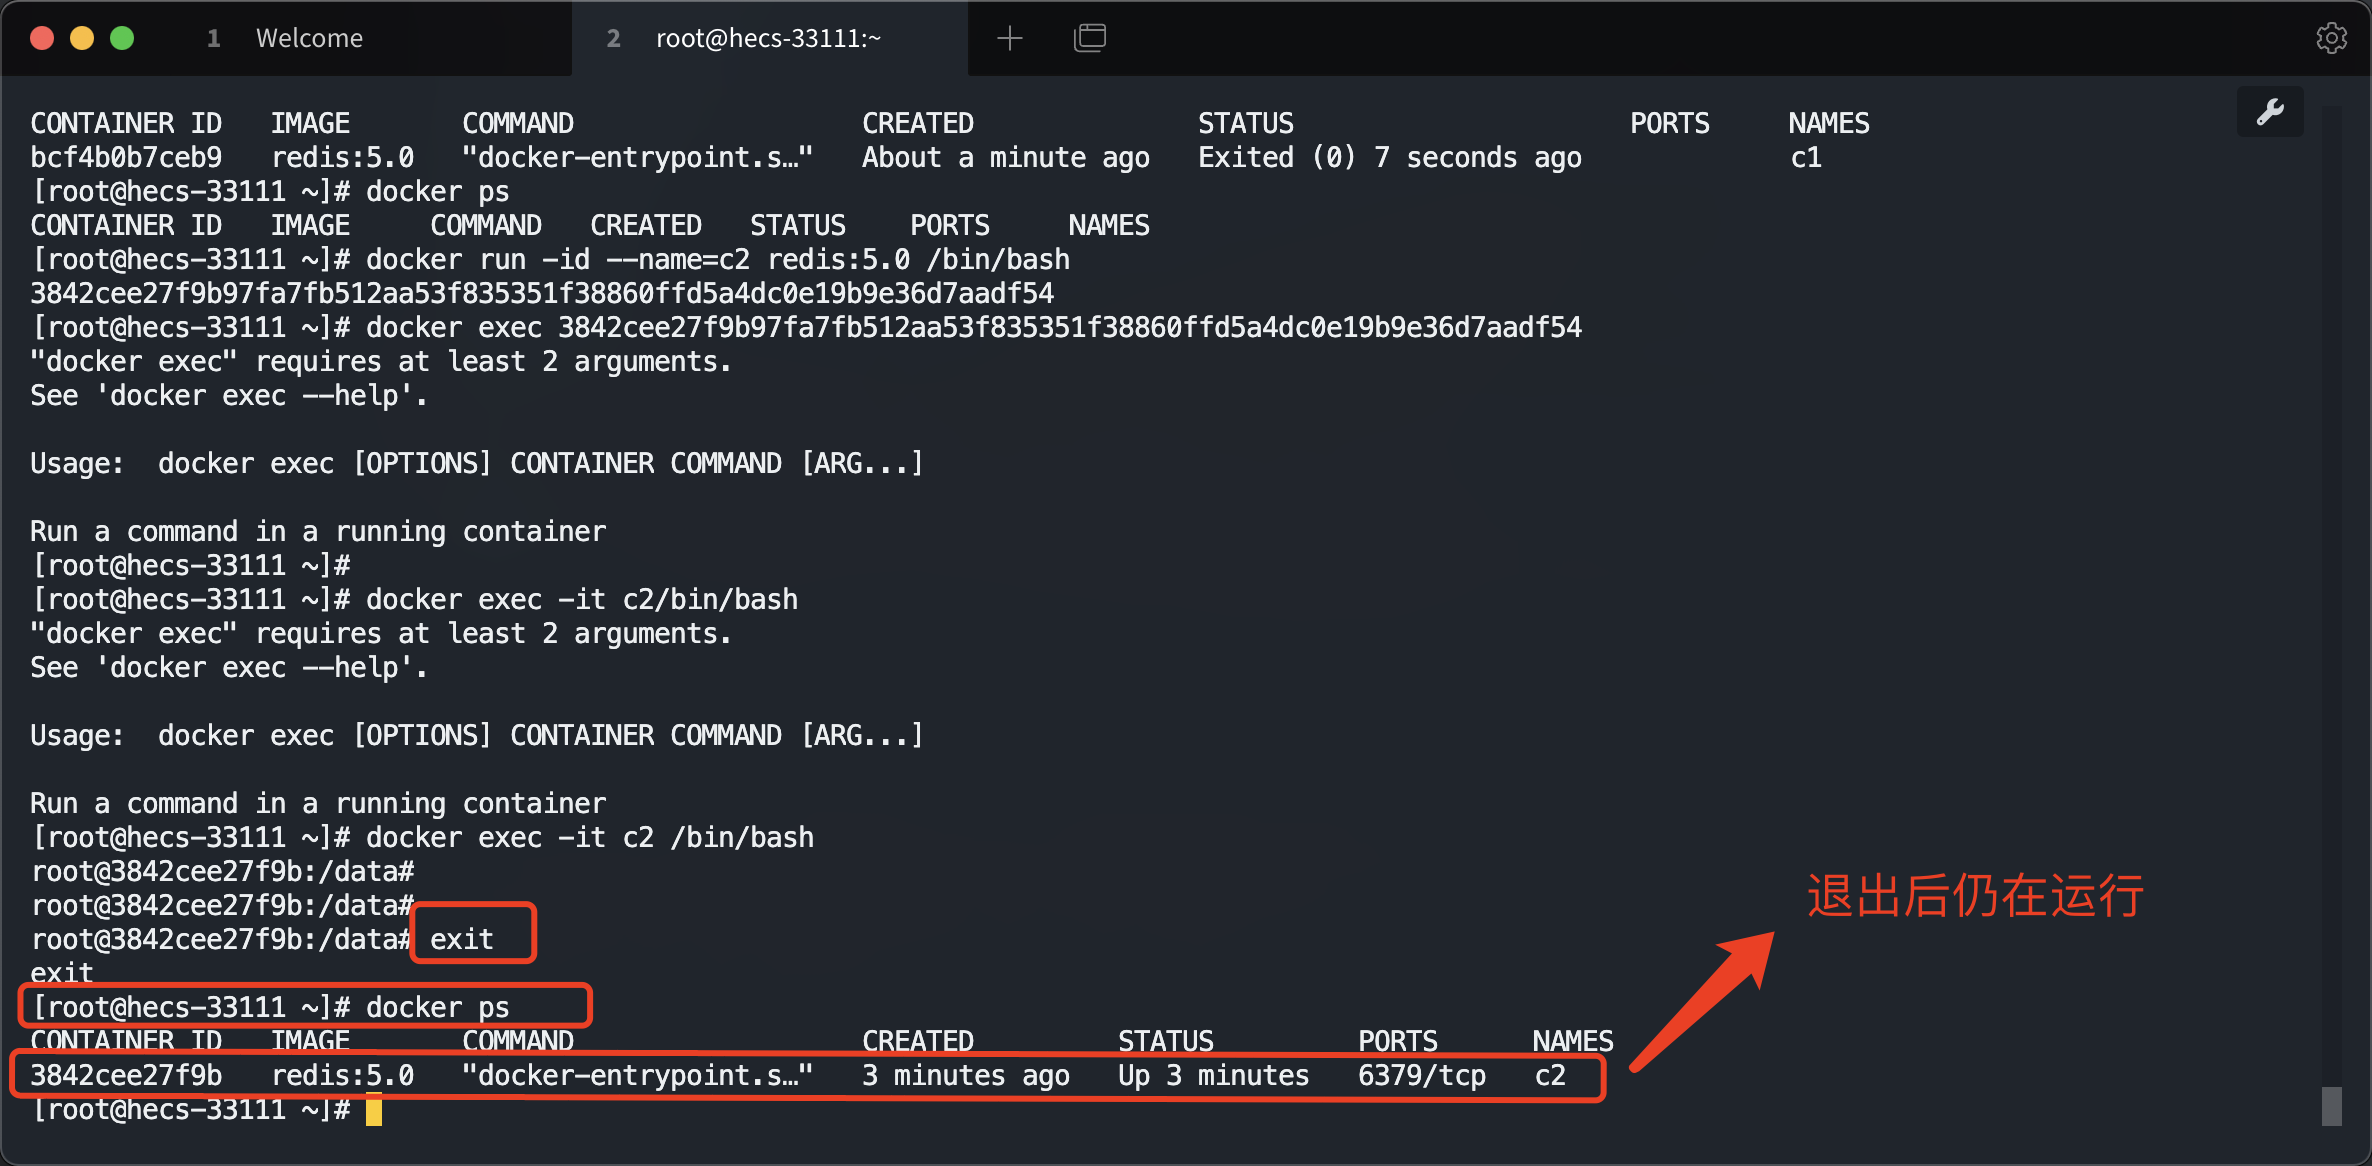 1 Welcome 2 root@hecs-33111:~
CONTAINER ID IMAGE COMMAND CREATED STATUS PORTS NAMES
bcf4b0b7ceb9 redis:5.0 "docker-entrypoint.s…" About a minute ago Exited (0) 7 seconds ago c1
[root@hecs-33111 ~]# docker ps
CONTAINER ID IMAGE COMMAND CREATED STATUS PORTS NAMES
[root@hecs-33111 ~]# docker run -id --name=c2 redis:5.0 /bin/bash
3842cee27f9b97fa7fb512aa53f835351f38860ffd5a4dc0e19b9e36d7aadf54
[root@hecs-33111 ~]# docker exec 3842cee27f9b97fa7fb512aa53f835351f38860ffd5a4dc0e19b9e36d7aadf54
"docker exec" requires at least 2 arguments.
See 'docker exec --help'.
Usage: docker exec [OPTIONS] CONTAINER COMMAND [ARG...]
Run a command in a running container
[root@hecs-33111 ~]#
[root@hecs-33111 ~]# docker exec -it c2/bin/bash
"docker exec" requires at least 2 arguments.
See 'docker exec --help'.
Usage: docker exec [OPTIONS] CONTAINER COMMAND [ARG...]
Run a command in a running container
[root@hecs-33111 ~]# docker exec -it c2 /bin/bash
root@3842cee27f9b:/data#
root@3842cee27f9b:/data#
root@3842cee27f9b:/data# exit
exit
[root@hecs-33111 ~]# docker ps
CONTAINER ID IMAGE COMMAND CREATED STATUS PORTS NAMES
3842cee27f9b redis:5.0 "docker-entrypoint.s…" 3 minutes ago Up 3 minutes 6379/tcp c2
[root@hecs-33111 ~]#
退出后仍在运行